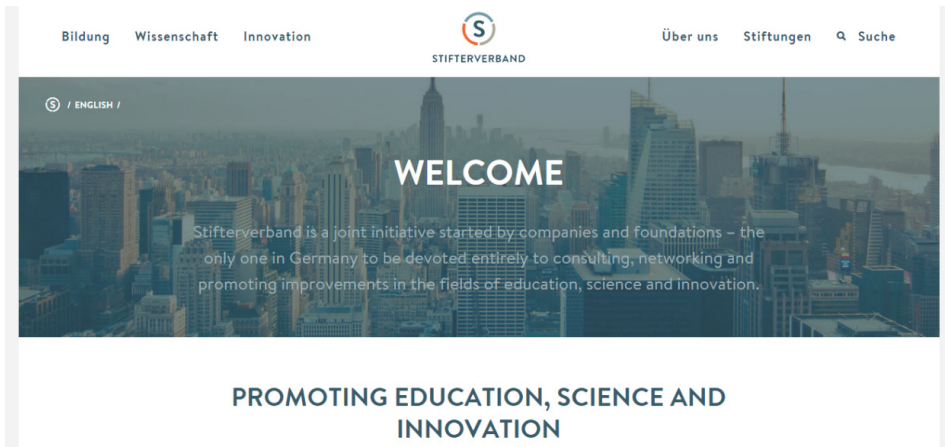 Bildung Wissenschaft Innovation
S
STIFTERVERBAND
Über uns Stiftungen Suche
S / ENGLISH /
WELCOME
Stifterverband is a joint initiative started by companies and foundations – the
only one in Germany to be devoted entirely to consulting, networking and
promoting improvements in the fields of education, science and innovation.
PROMOTING EDUCATION, SCIENCE AND
INNOVATION